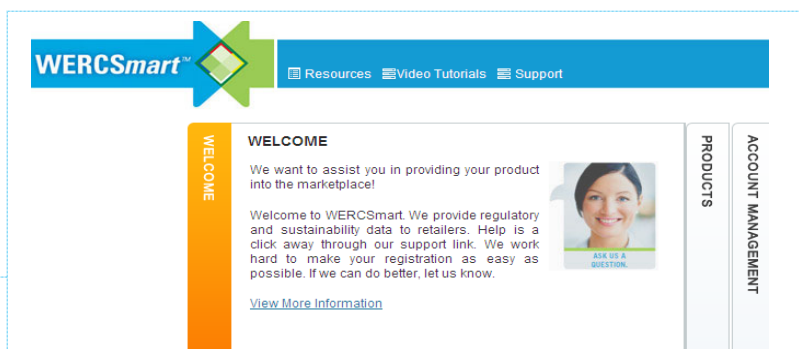 WERCSmart™
Resources Video Tutorials Support
WELCOME
WELCOME
We want to assist you in providing your product
into the marketplace!
Welcome to WERCSmart. We provide regulatory
and sustainability data to retailers. Help is a
click away through our support link. We work
hard to make your registration as easy as
possible. If we can do better, let us know.
View More Information
ASK US A
QUESTION.
PRODUCTS
ACCOUNT MANAGEMENT